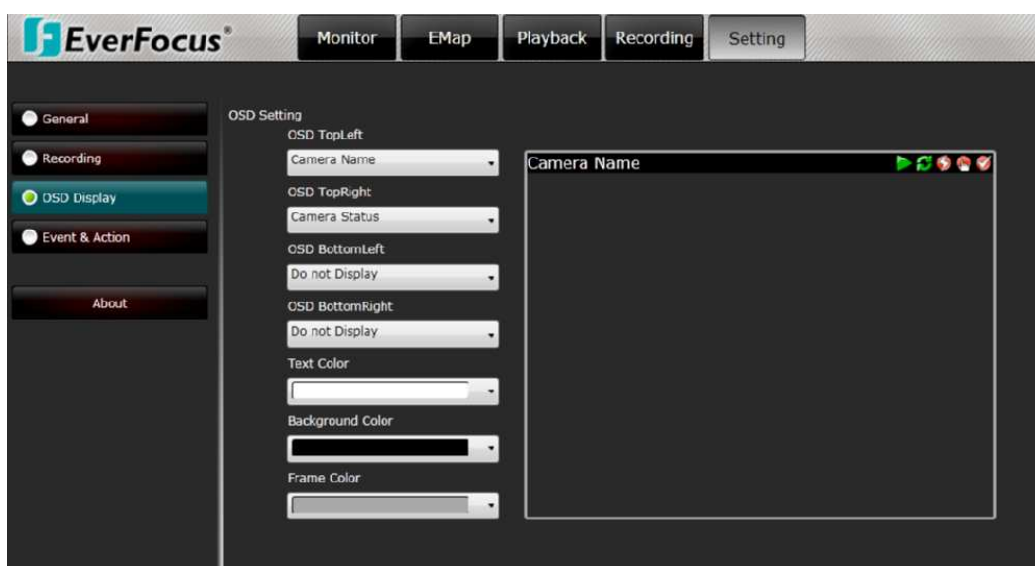 EverFocus®
Monitor
EMap
Playback
Recording
Setting
General
Recording
OSD Display
Event & Action
About
OSD Setting
OSD TopLeft
Camera Name
OSD TopRight
Camera Status
OSD BottomLeft
Do not Display
OSD BottomRight
Do not Display
Text Color
Background Color
Frame Color
Camera Name